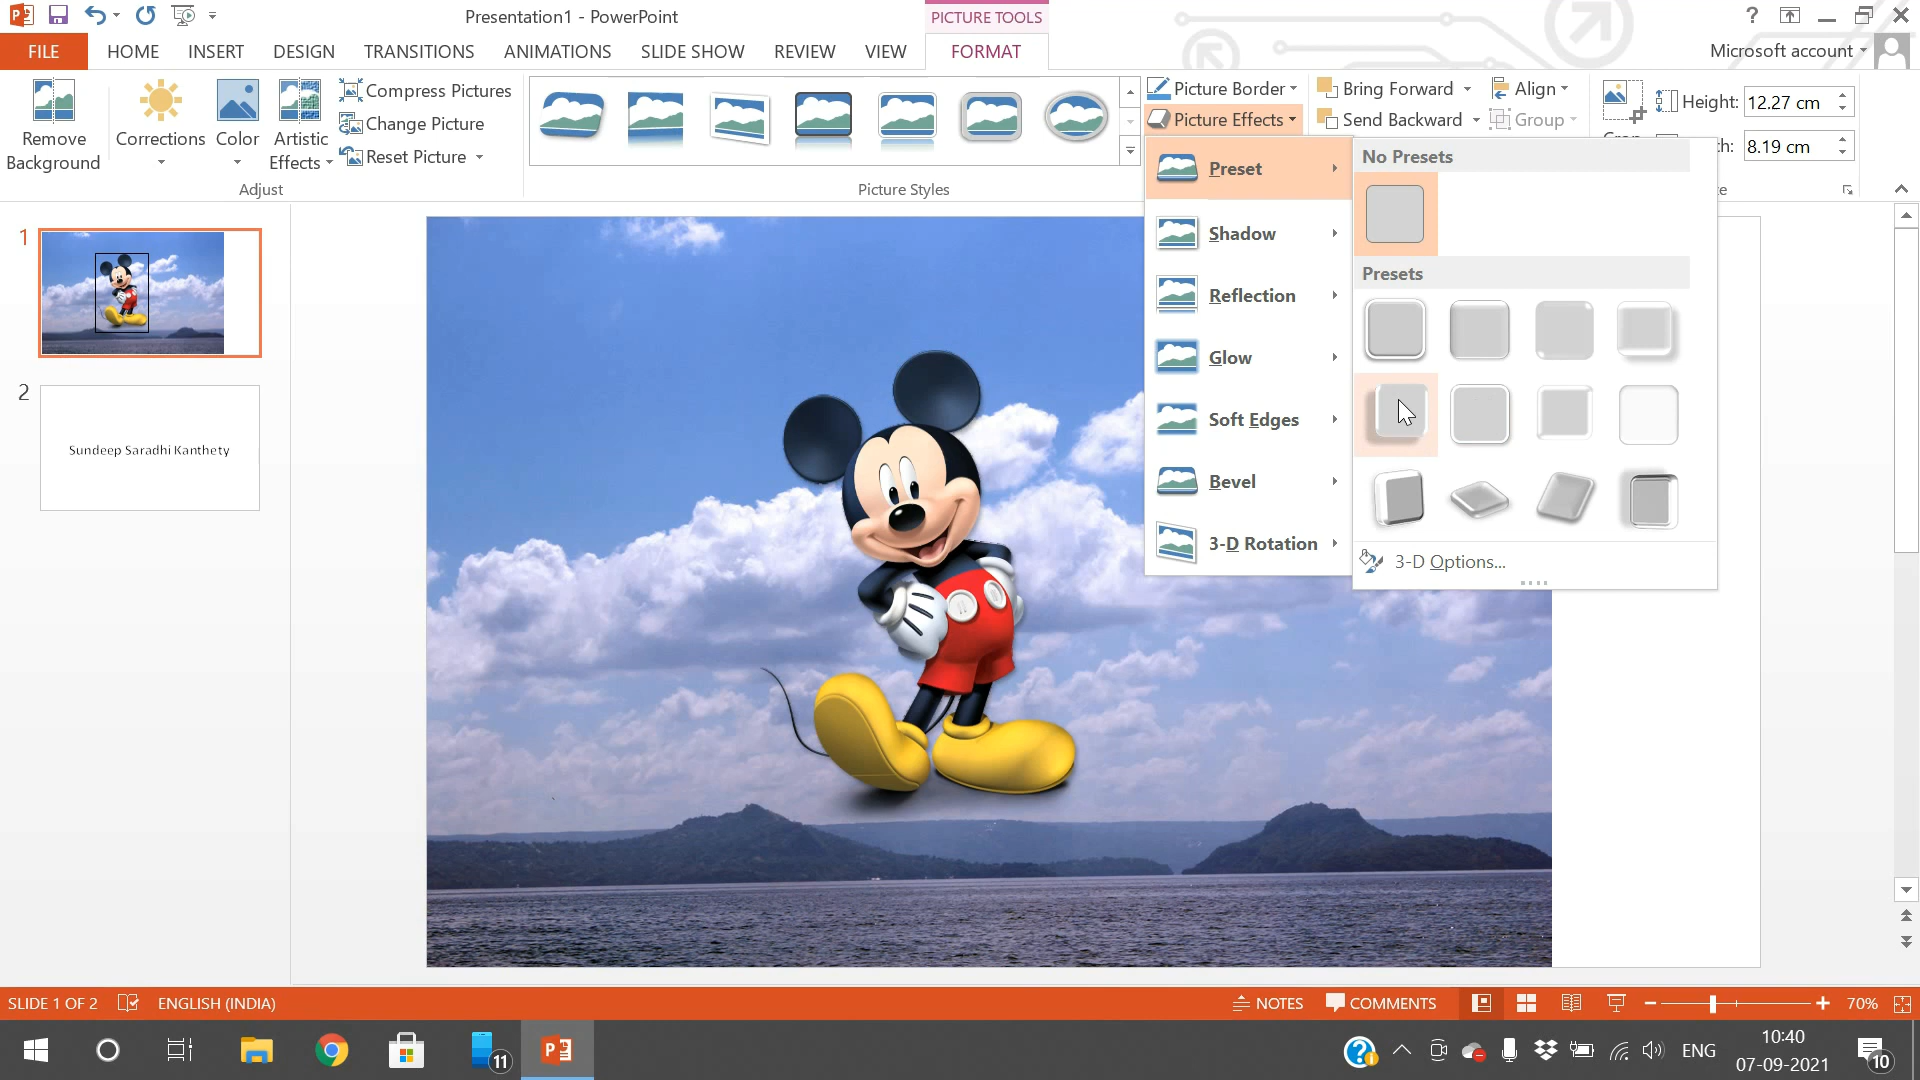 Presentation1 - PowerPoint
PICTURE TOOLS
?
FILE
HOME
INSERT
DESIGN
TRANSITIONS
ANIMATIONS
SLIDE SHOW
REVIEW
VIEW
FORMAT
Microsoft account
Remove Background
Corrections
Color
Artistic Effects
Compress Pictures
Change Picture
Reset Picture
Adjust
Picture Styles
Picture Border
Picture Effects
Bring Forward
Send Backward
Align
Group
Height: 12.27 cm
th: 8.19 cm
Preset
Shadow
Reflection
Glow
Soft Edges
Bevel
3-D Rotation
No Presets
Presets
3-D Options...
1
2
Sundeep Saradhi Kanthety
SLIDE 1 OF 2
ENGLISH (INDIA)
NOTES
COMMENTS
70%
11
ENG
10:40
07-09-2021
10